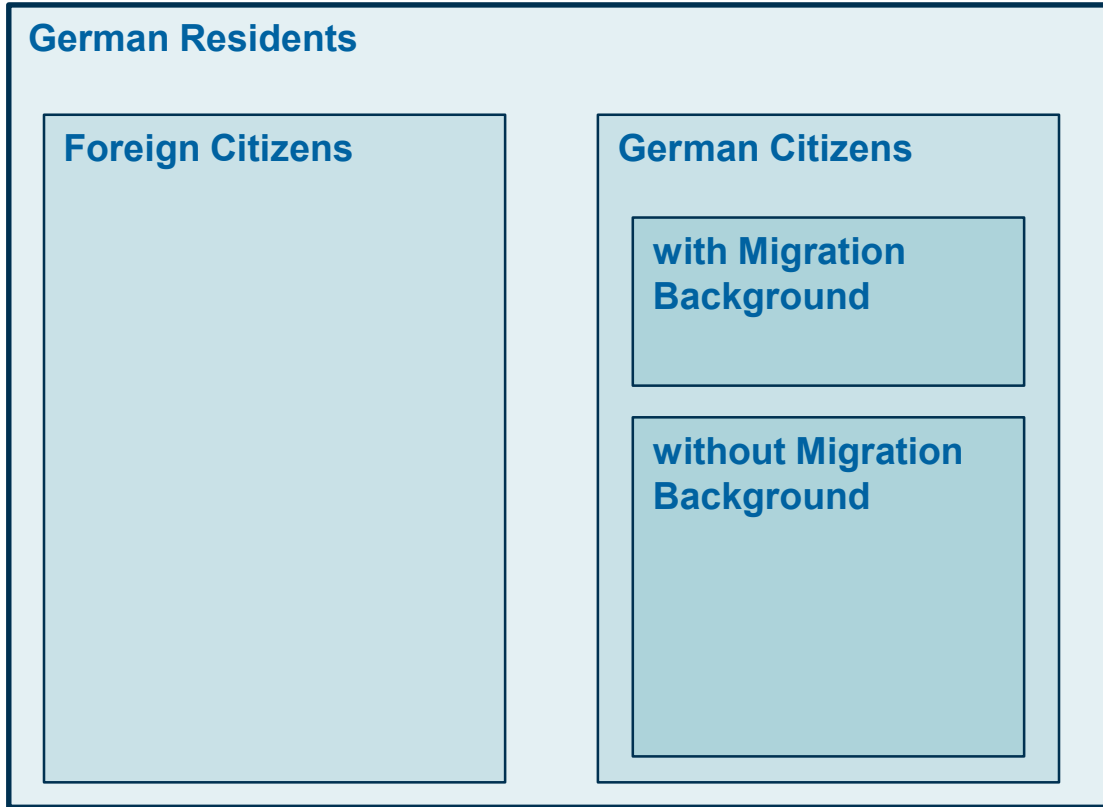 German Residents
Foreign Citizens
German Citizens
with Migration
Background
without Migration
Background